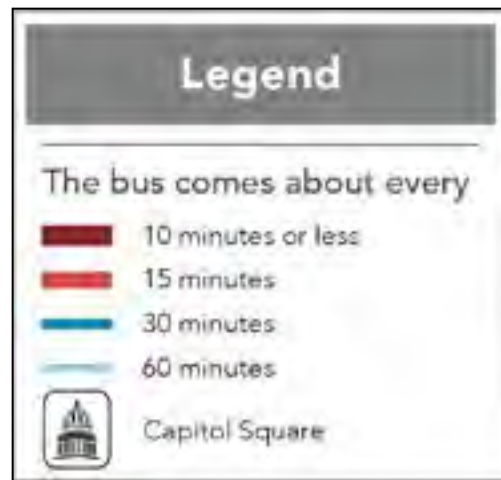 Legend
The bus comes about every
10 minutes or less
15 minutes
30 minutes
60 minutes
Capitol Square